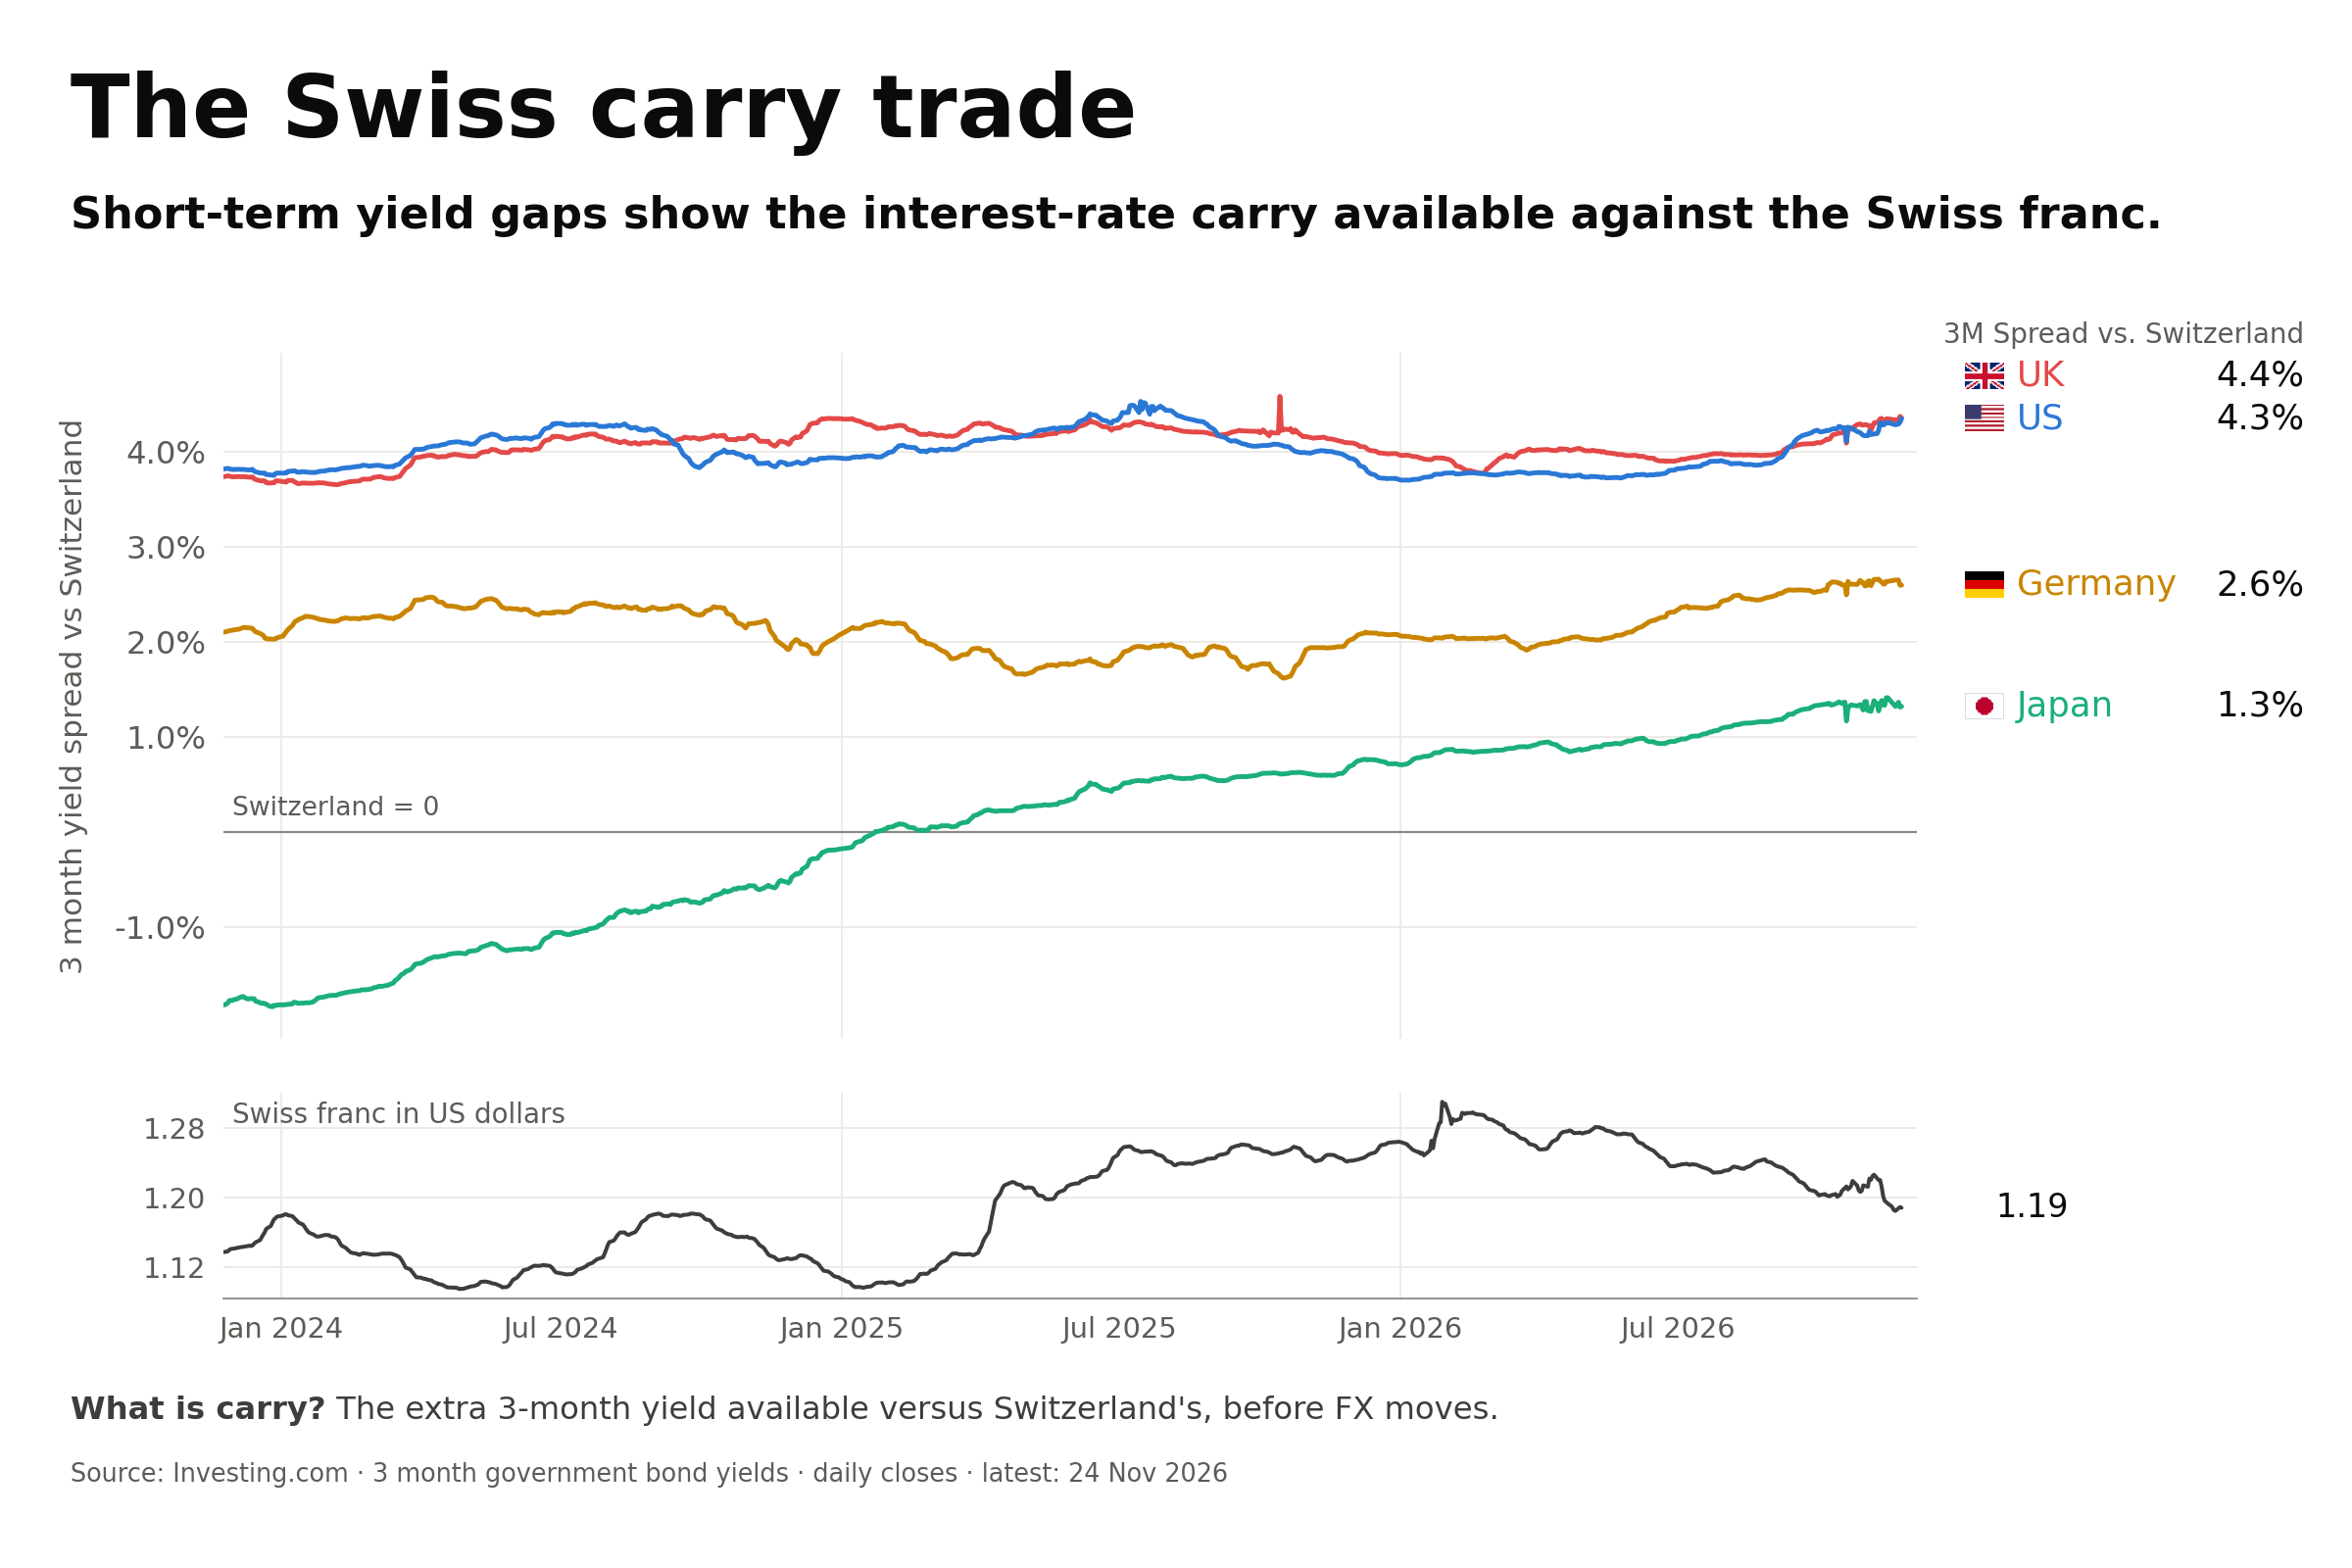 The Swiss carry trade
Short-term yield gaps show the interest-rate carry available against the Swiss franc.
3M Spread vs. Switzerland
UK 4.4%
US 4.3%
Germany 2.6%
Japan 1.3%
3 month yield spread vs Switzerland
4.0%
3.0%
2.0%
1.0%
Switzerland = 0
-1.0%
Swiss franc in US dollars
1.28
1.20
1.12
1.19
Jan 2024 Jul 2024 Jan 2025 Jul 2025 Jan 2026 Jul 2026
What is carry? The extra 3-month yield available versus Switzerland's, before FX moves.
Source: Investing.com · 3 month government bond yields · daily closes · latest: 24 Nov 2026